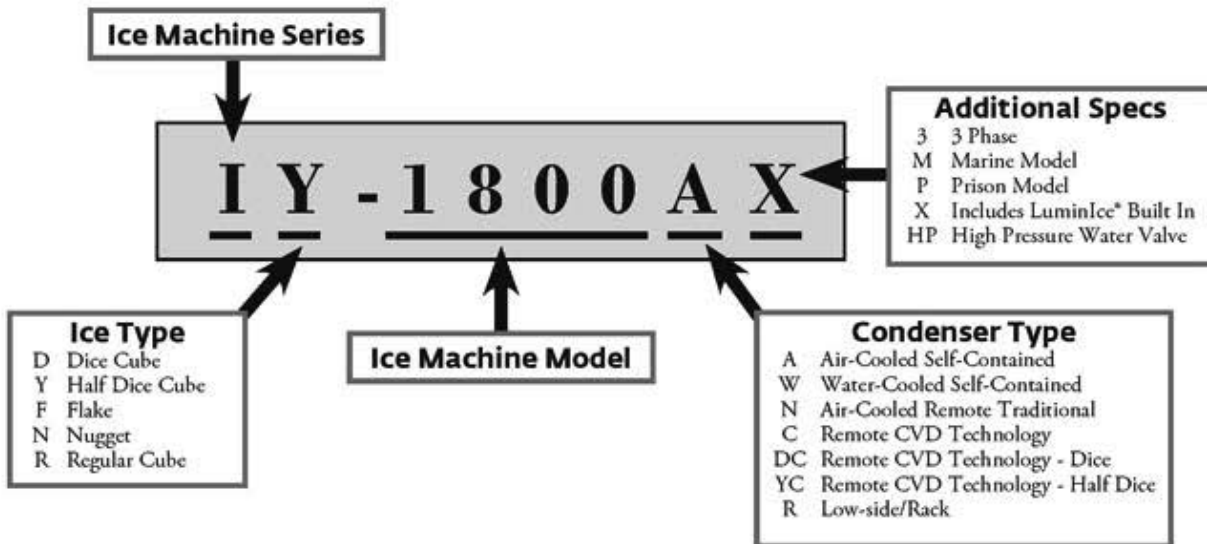 Ice Machine Series
I Y - 1 8 0 0 A X
Additional Specs
3 3 Phase
M Marine Model
P Prison Model
X Includes LuminIce® Built In
HP High Pressure Water Valve
Ice Type
D Dice Cube
Y Half Dice Cube
F Flake
N Nugget
R Regular Cube
Ice Machine Model
Condenser Type
A Air-Cooled Self-Contained
W Water-Cooled Self-Contained
N Air-Cooled Remote Traditional
C Remote CVD Technology
DC Remote CVD Technology - Dice
YC Remote CVD Technology - Half Dice
R Low-side/Rack